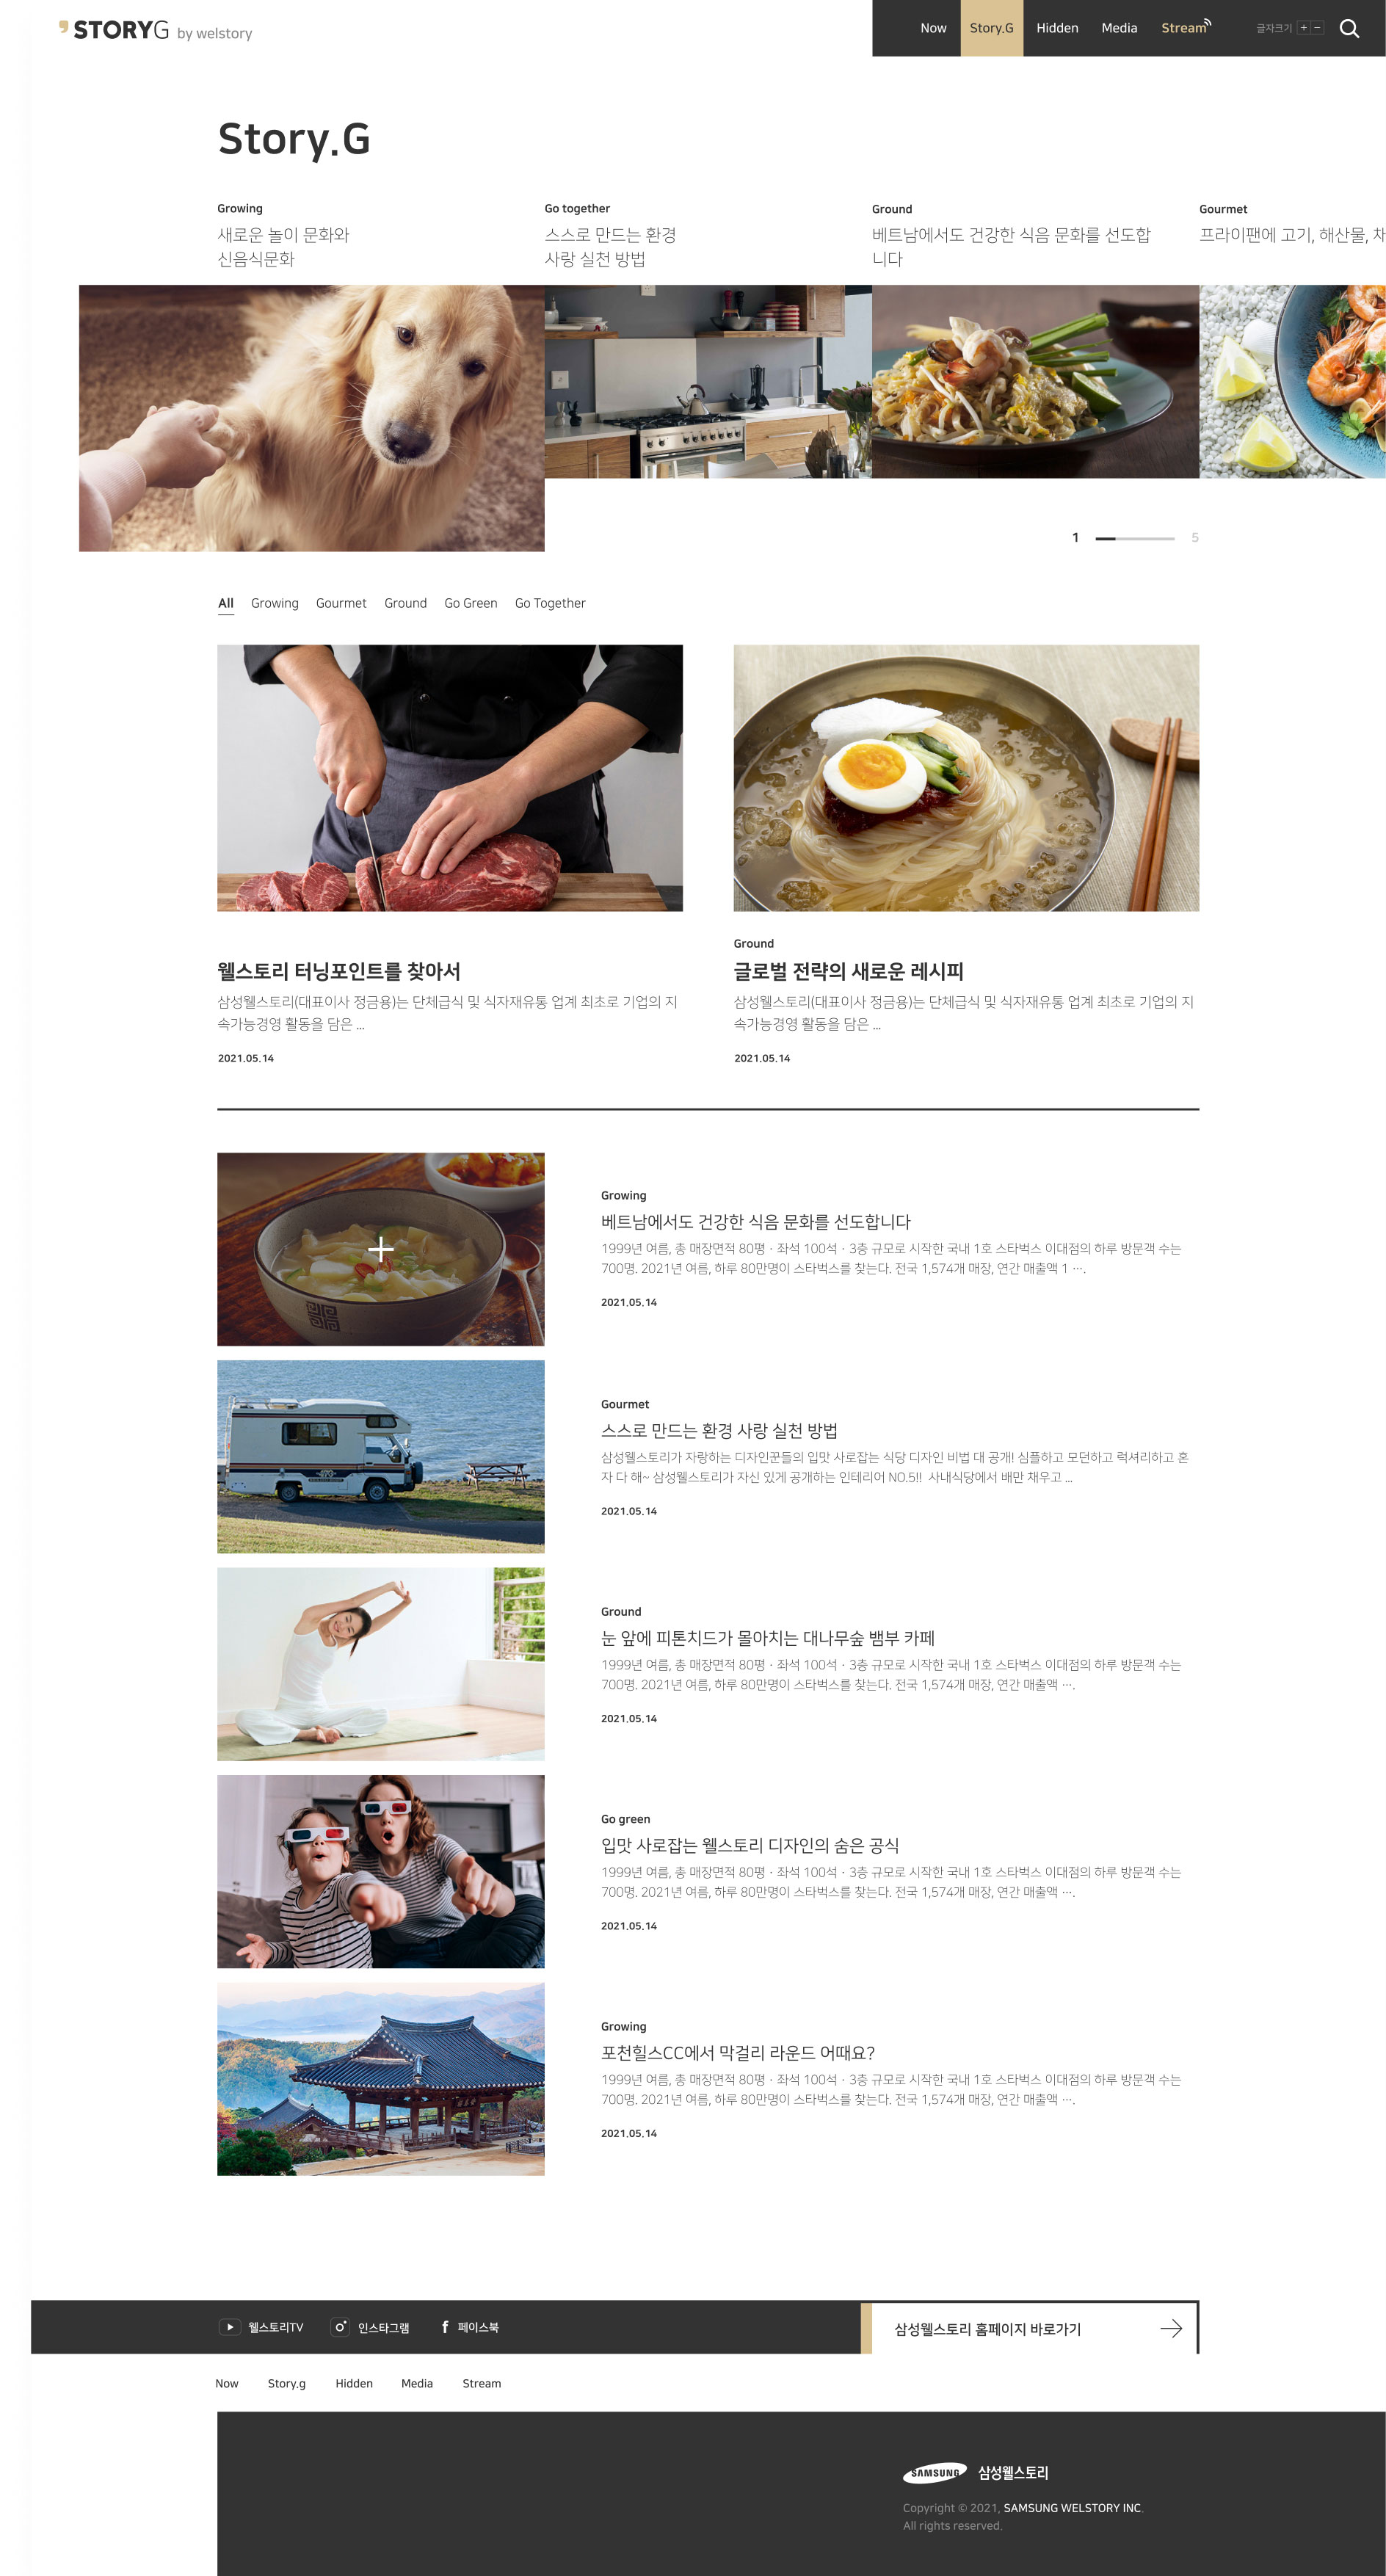 STORYG by welstory
Now Story.G Hidden Media Stream 글자크기 + −
Story.G
Growing
새로운 놀이 문화와
신음식문화
Go together
스스로 만드는 환경
사랑 실천 방법
Ground
베트남에서도 건강한 식음 문화를 선도합
니다
Gourmet
프라이팬에 고기, 해산물, 채
1 5
All Growing Gourmet Ground Go Green Go Together
웰스토리 터닝포인트를 찾아서
삼성웰스토리(대표이사 정금용)는 단체급식 및 식자재유통 업계 최초로 기업의 지
속가능경영 활동을 담은 ...
2021.05.14
Ground
글로벌 전략의 새로운 레시피
삼성웰스토리(대표이사 정금용)는 단체급식 및 식자재유통 업계 최초로 기업의 지
속가능경영 활동을 담은 ...
2021.05.14
Growing
베트남에서도 건강한 식음 문화를 선도합니다
1999년 여름, 총 매장면적 80평 · 좌석 100석 · 3층 규모로 시작한 국내 1호 스타벅스 이대점의 하루 방문객 수는
700명. 2021년 여름, 하루 80만명이 스타벅스를 찾는다. 전국 1,574개 매장, 연간 매출액 1 ….
2021.05.14
Gourmet
스스로 만드는 환경 사랑 실천 방법
삼성웰스토리가 자랑하는 디자인꾼들의 입맛 사로잡는 식당 디자인 비법 대 공개! 심플하고 모던하고 럭셔리하고 혼
자 다 해~ 삼성웰스토리가 자신 있게 공개하는 인테리어 NO.5!! 사내식당에서 배만 채우고 ...
2021.05.14
Ground
눈 앞에 피톤치드가 몰아치는 대나무숲 뱀부 카페
1999년 여름, 총 매장면적 80평 · 좌석 100석 · 3층 규모로 시작한 국내 1호 스타벅스 이대점의 하루 방문객 수는
700명. 2021년 여름, 하루 80만명이 스타벅스를 찾는다. 전국 1,574개 매장, 연간 매출액 ….
2021.05.14
Go green
입맛 사로잡는 웰스토리 디자인의 숨은 공식
1999년 여름, 총 매장면적 80평 · 좌석 100석 · 3층 규모로 시작한 국내 1호 스타벅스 이대점의 하루 방문객 수는
700명. 2021년 여름, 하루 80만명이 스타벅스를 찾는다. 전국 1,574개 매장, 연간 매출액 ….
2021.05.14
Growing
포천힐스CC에서 막걸리 라운드 어때요?
1999년 여름, 총 매장면적 80평 · 좌석 100석 · 3층 규모로 시작한 국내 1호 스타벅스 이대점의 하루 방문객 수는
700명. 2021년 여름, 하루 80만명이 스타벅스를 찾는다. 전국 1,574개 매장, 연간 매출액 ….
2021.05.14
웰스토리TV 인스타그램 페이스북
삼성웰스토리 홈페이지 바로가기
Now Story.g Hidden Media Stream
SAMSUNG 삼성웰스토리
Copyright © 2021, SAMSUNG WELSTORY INC.
All rights reserved.